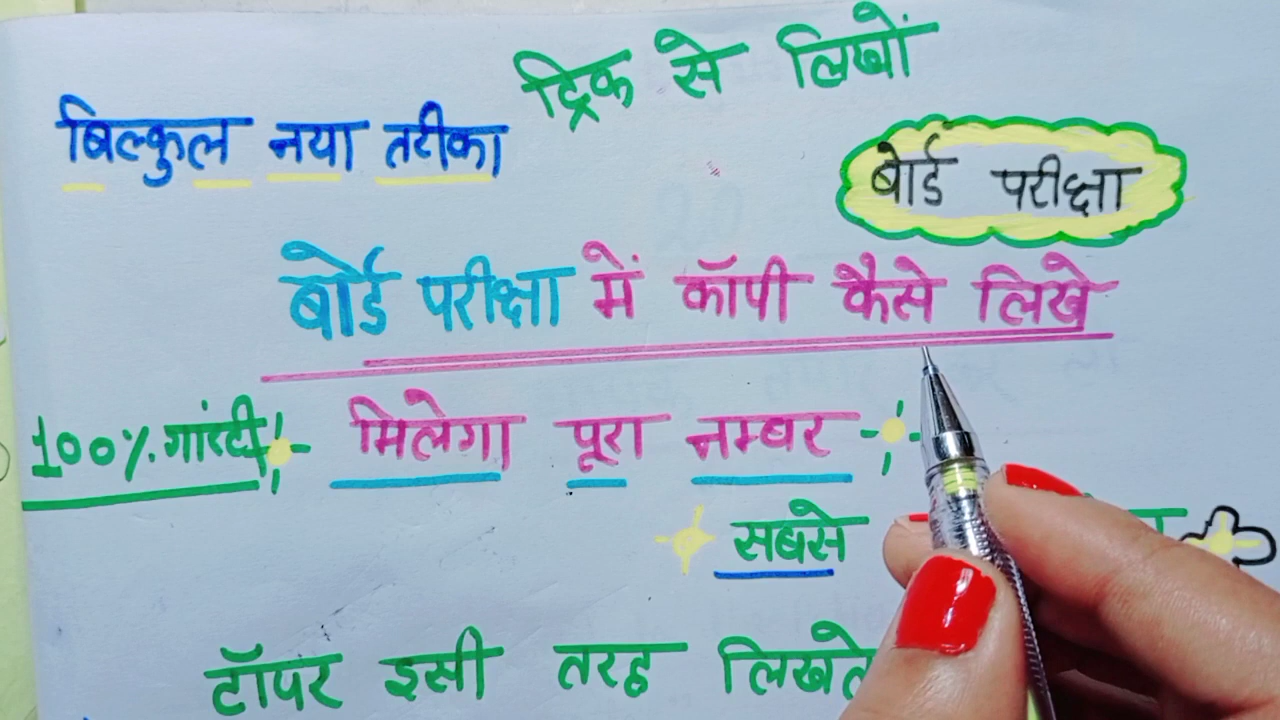 ट्रिक से लिखों
बिल्कुल नया तरीका
बोर्ड परीक्षा
बोर्ड परीक्षा में कॉपी कैसे लिखे
100% गारंटी मिलेगा पूरा नम्बर
सबसे
टॉपर इसी तरह लिखते